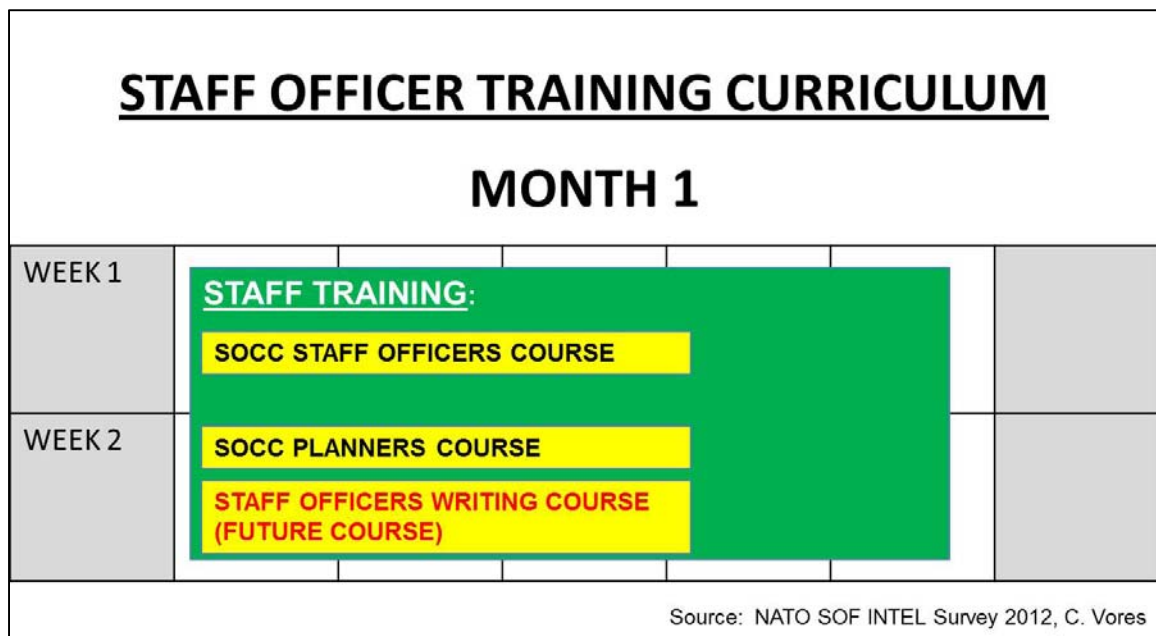 STAFF OFFICER TRAINING CURRICULUM
MONTH 1
WEEK 1
STAFF TRAINING:
SOCC STAFF OFFICERS COURSE
WEEK 2
SOCC PLANNERS COURSE
STAFF OFFICERS WRITING COURSE
(FUTURE COURSE)
Source: NATO SOF INTEL Survey 2012, C. Vores